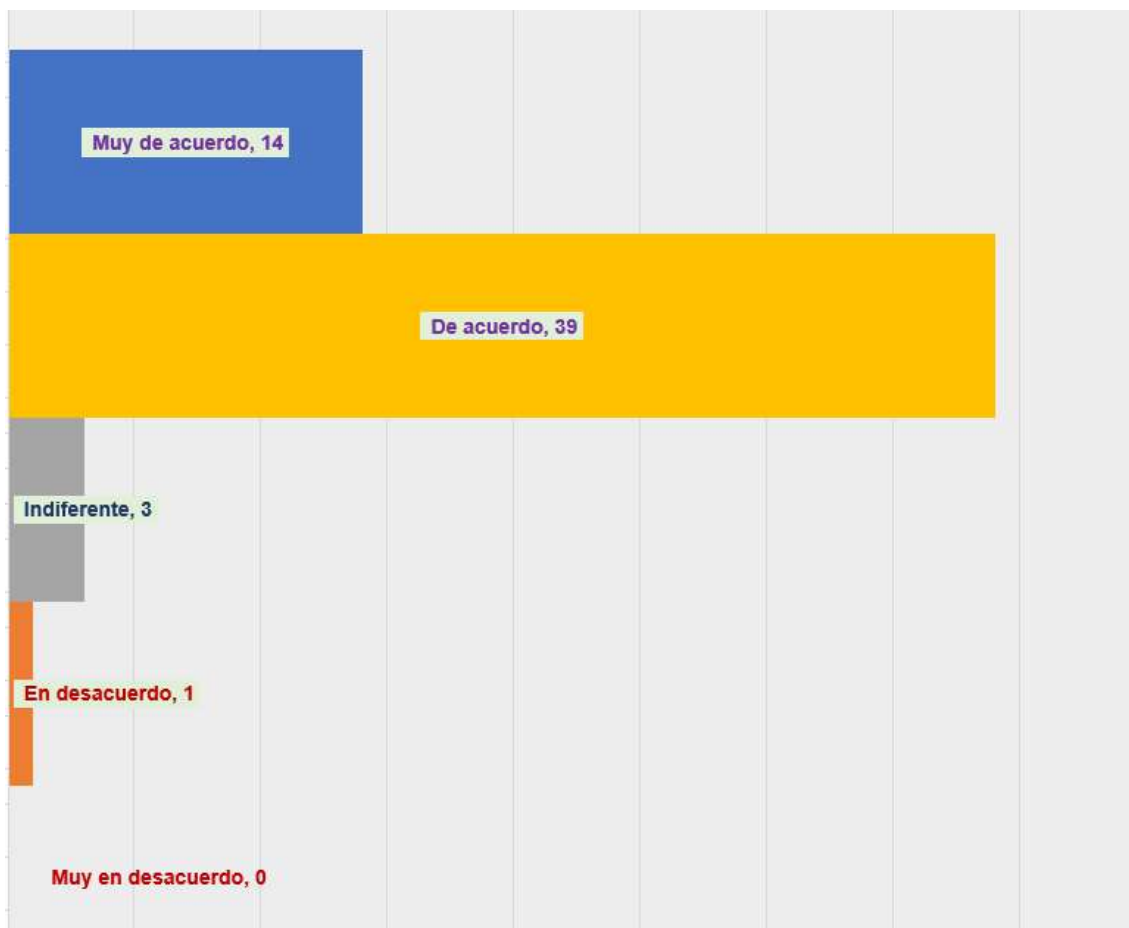 Muy de acuerdo, 14
De acuerdo, 39
Indiferente, 3
En desacuerdo, 1
Muy en desacuerdo, 0